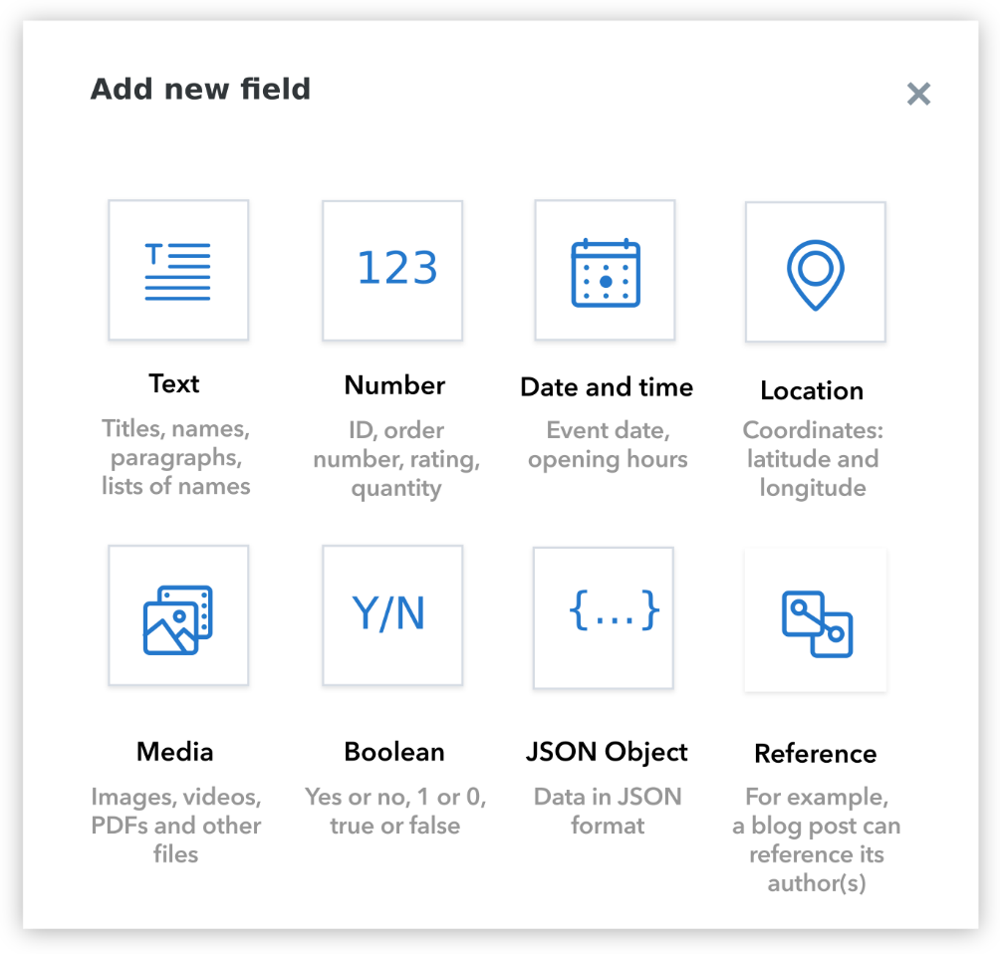 Add new field
T
123
Text
Number
Date and time
Location
Titles, names,
paragraphs,
lists of names
ID, order
number, rating,
quantity
Event date,
opening hours
Coordinates:
latitude and
longitude
Y/N
{...}
Media
Boolean
JSON Object
Reference
Images, videos,
PDFs and other
files
Yes or no, 1 or 0,
true or false
Data in JSON
format
For example,
a blog post can
reference its
author(s)